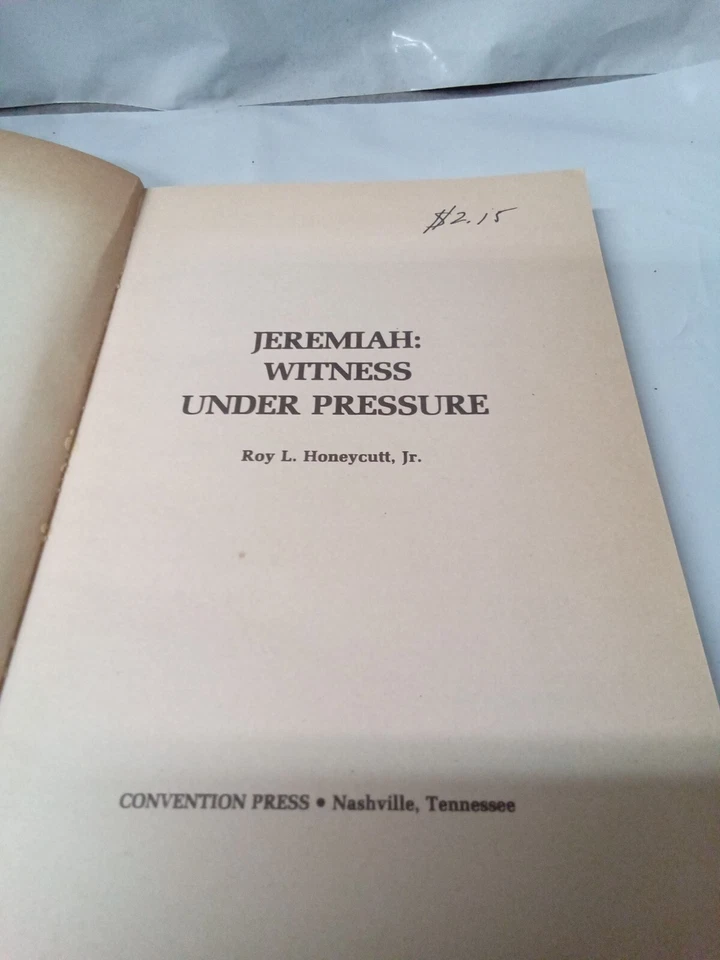 $2.15
JEREMIAH:
WITNESS
UNDER PRESSURE
Roy L. Honeycutt, Jr.
CONVENTION PRESS • Nashville, Tennessee